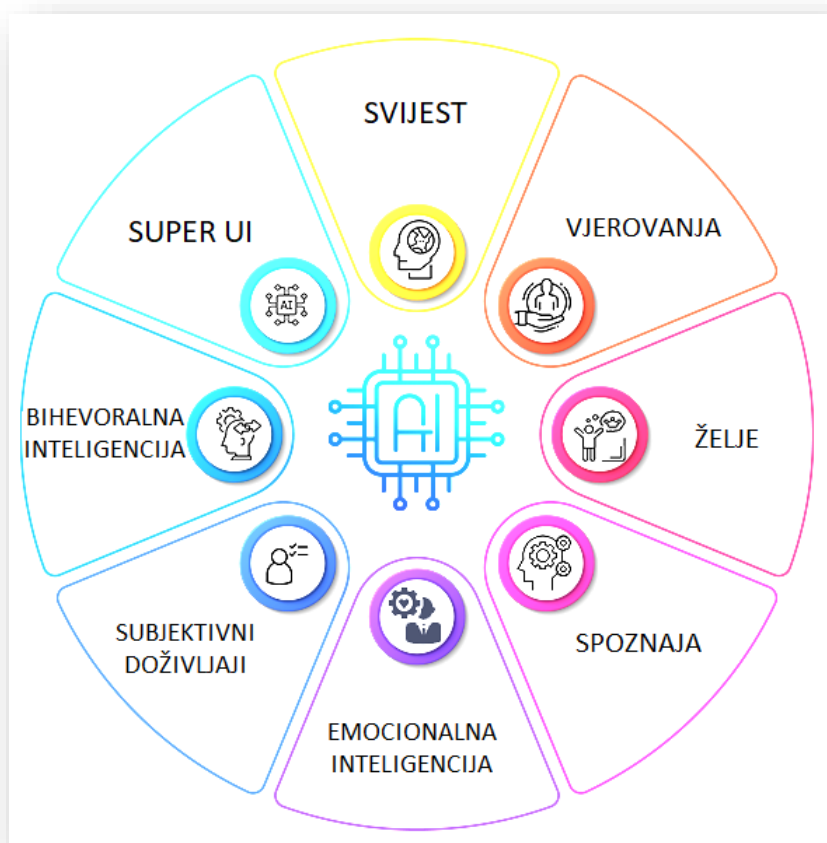 SVIJEST
VJEROVANJA
ŽELJE
SPOZNAJA
EMOCIONALNA
INTELIGENCIJA
SUBJEKTIVNI
DOŽIVLJAJI
BIHEVORALNA
INTELIGENCIJA
SUPER UI
AI
AI